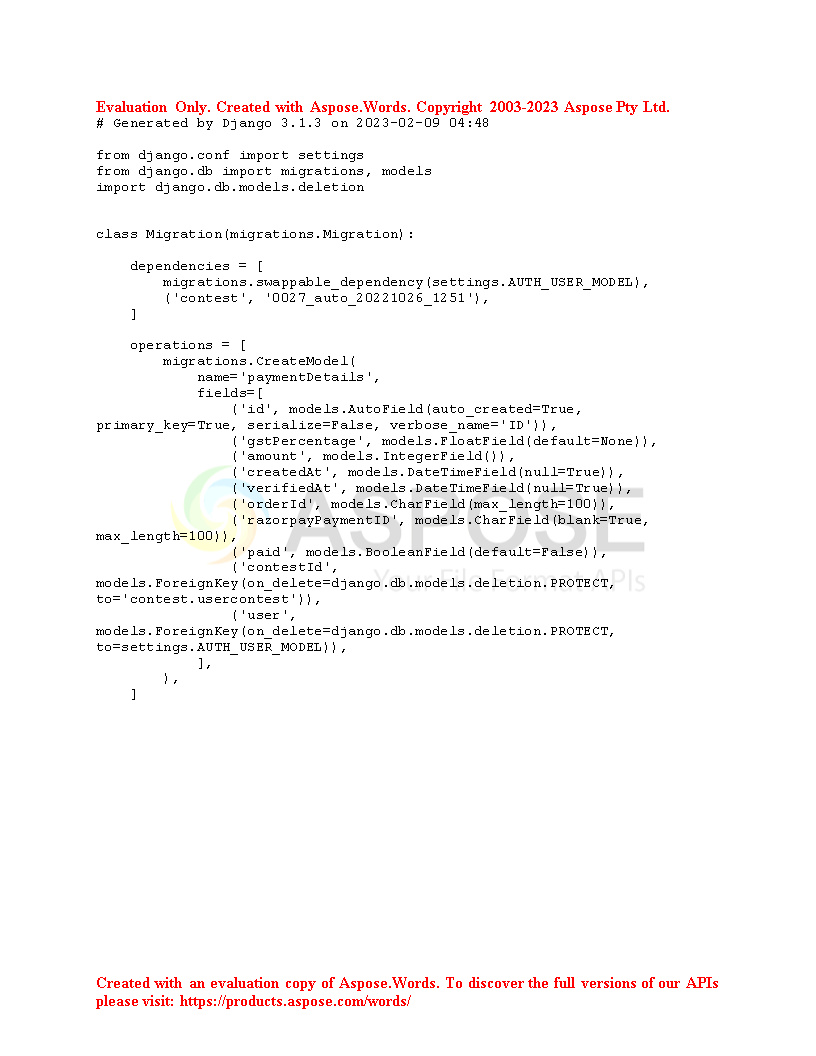 Evaluation Only. Created with Aspose.Words. Copyright 2003-2023 Aspose Pty Ltd.
# Generated by Django 3.1.3 on 2023-02-09 04:48

from django.conf import settings
from django.db import migrations, models
import django.db.models.deletion


class Migration(migrations.Migration):

    dependencies = [
        migrations.swappable_dependency(settings.AUTH_USER_MODEL),
        ('contest', '0027_auto_20221026_1251'),
    ]

    operations = [
        migrations.CreateModel(
            name='paymentDetails',
            fields=[
                ('id', models.AutoField(auto_created=True,
primary_key=True, serialize=False, verbose_name='ID')),
                ('gstPercentage', models.FloatField(default=None)),
                ('amount', models.IntegerField()),
                ('createdAt', models.DateTimeField(null=True)),
                ('verifiedAt', models.DateTimeField(null=True)),
                ('orderId', models.CharField(max_length=100)),
                ('razorpayPaymentID', models.CharField(blank=True,
max_length=100)),
                ('paid', models.BooleanField(default=False)),
                ('contestId',
models.ForeignKey(on_delete=django.db.models.deletion.PROTECT,
to='contest.usercontest')),
                ('user',
models.ForeignKey(on_delete=django.db.models.deletion.PROTECT,
to=settings.AUTH_USER_MODEL)),
            ],
        ),
    ]
ASPOSE
Your File Format APIs
Created with an evaluation copy of Aspose.Words. To discover the full versions of our APIs
please visit: https://products.aspose.com/words/